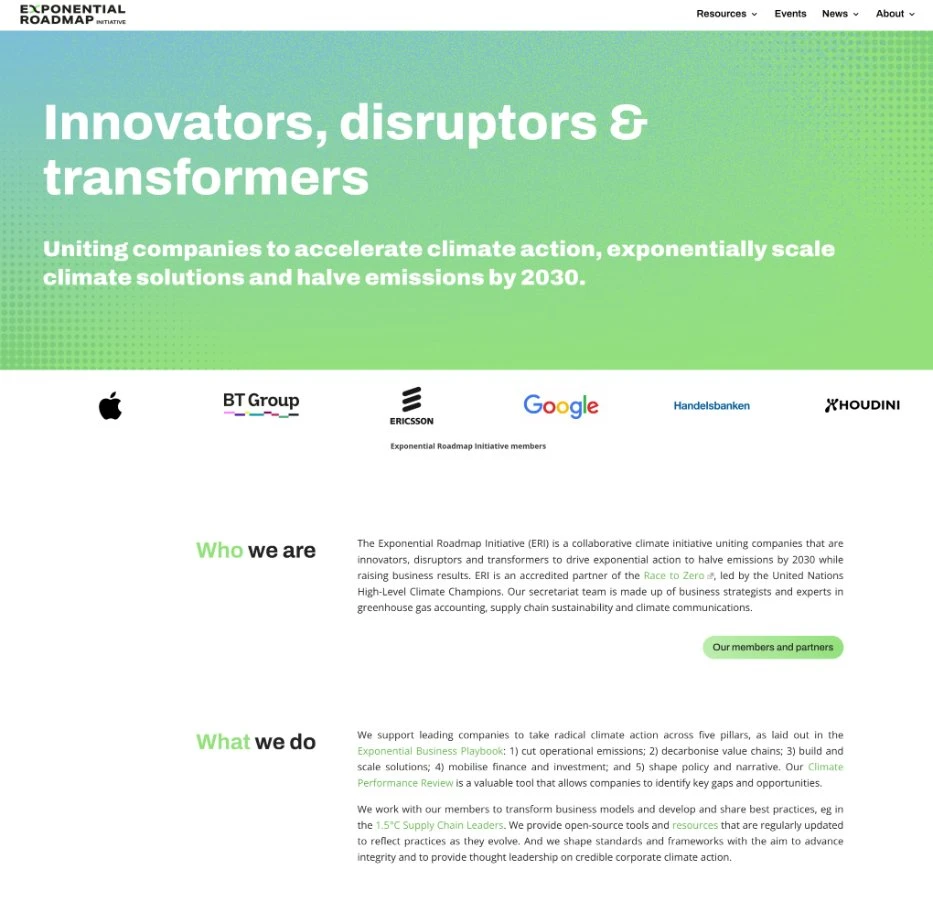 EXPONENTIAL
ROADMAP INITIATIVE
Resources Events News About
Innovators, disruptors &
transformers
Uniting companies to accelerate climate action, exponentially scale
climate solutions and halve emissions by 2030.
BT Group
ERICSSON
Google
Handelsbanken
HOUDINI
Exponential Roadmap Initiative members
Who we are
The Exponential Roadmap Initiative (ERI) is a collaborative climate initiative uniting companies that are
innovators, disruptors and transformers to drive exponential action to halve emissions by 2030 while
raising business results. ERI is an accredited partner of the Race to Zero, led by the United Nations
High-Level Climate Champions. Our secretariat team is made up of business strategists and experts in
greenhouse gas accounting, supply chain sustainability and climate communications.
Our members and partners
What we do
We support leading companies to take radical climate action across five pillars, as laid out in the
Exponential Business Playbook: 1) cut operational emissions; 2) decarbonise value chains; 3) build and
scale solutions; 4) mobilise finance and investment; and 5) shape policy and narrative. Our Climate
Performance Review is a valuable tool that allows companies to identify key gaps and opportunities.
We work with our members to transform business models and develop and share best practices, eg in
the 1.5°C Supply Chain Leaders. We provide open-source tools and resources that are regularly updated
to reflect practices as they evolve. And we shape standards and frameworks with the aim to advance
integrity and to provide thought leadership on credible corporate climate action.